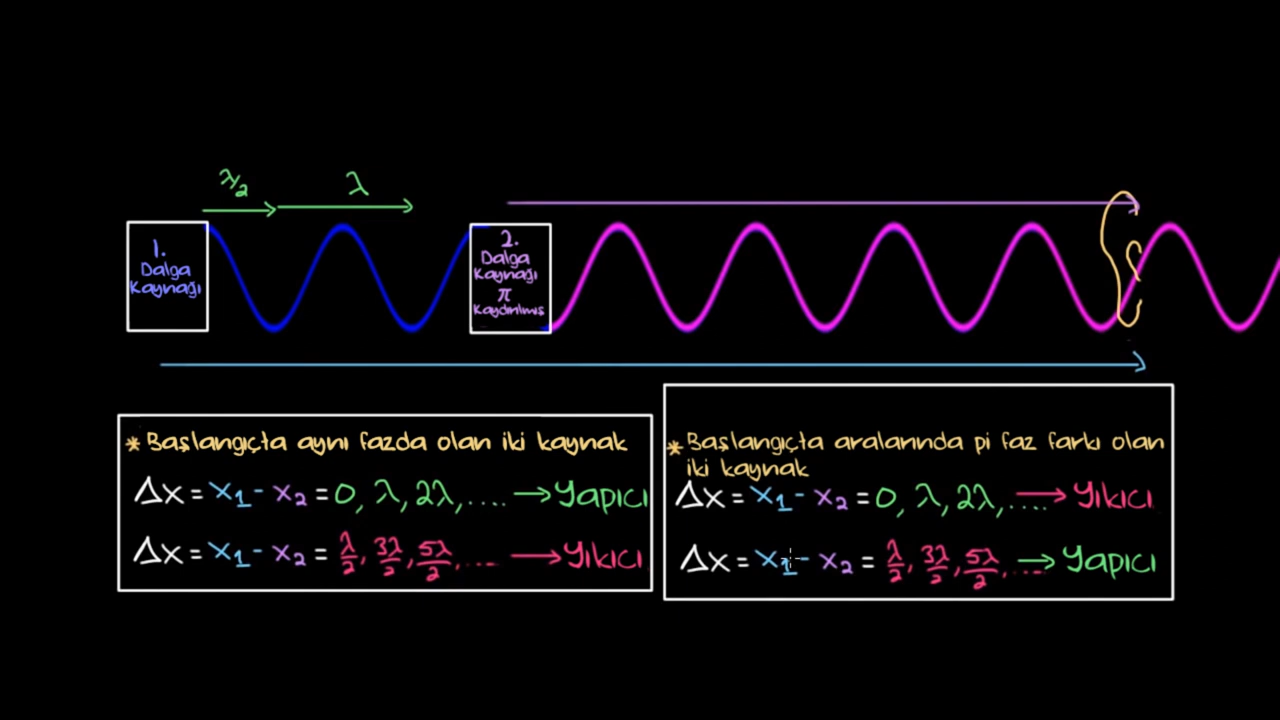 λ/2
λ
1.
Dalga
Kaynağı
2.
Dalga
Kaynağı
π
Kaydırılmış
* Başlangıçta aynı fazda olan iki kaynak
Δx = x₁ - x₂ = 0, λ, 2λ, .... → Yapıcı
Δx = x₁ - x₂ = λ/2, 3λ/2, 5λ/2, .... → Yıkıcı
* Başlangıçta aralarında pi faz farkı olan
iki kaynak
Δx = x₁ - x₂ = 0, λ, 2λ, .... → Yıkıcı
Δx = x₁ - x₂ = λ/2, 3λ/2, 5λ/2, .... → Yapıcı